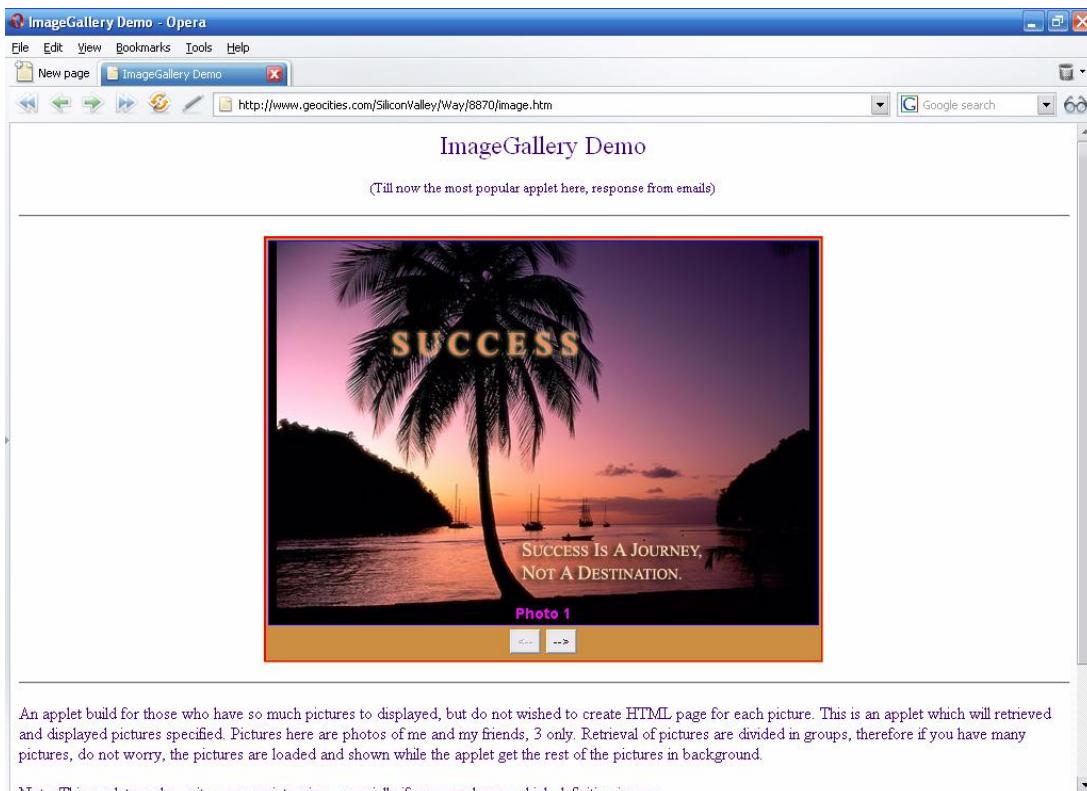 ImageGallery Demo - Opera
File Edit View Bookmarks Tools Help
New page ImageGallery Demo
http://www.geocities.com/SiliconValley/Way/8870/image.htm Google search
ImageGallery Demo
(Till now the most popular applet here, response from emails)
SUCCESS
SUCCESS IS A JOURNEY,
NOT A DESTINATION.
Photo 1
<-- -->
An applet build for those who have so much pictures to displayed, but do not wished to create HTML page for each picture. This is an applet which will retrieved
and displayed pictures specified. Pictures here are photos of me and my friends, 3 only. Retrieval of pictures are divided in groups, therefore if you have many
pictures, do not worry, the pictures are loaded and shown while the applet get the rest of the pictures in background.